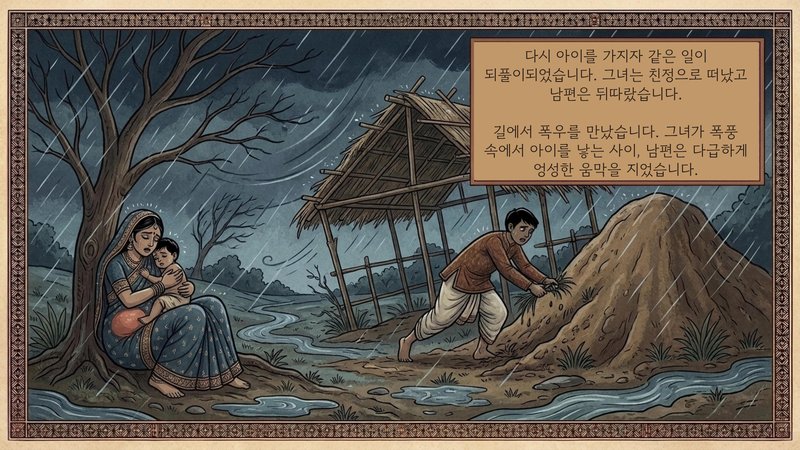 다시 아이를 가지자 같은 일이
되풀이되었습니다. 그녀는 친정으로 떠났고
남편은 뒤따랐습니다.
길에서 폭우를 만났습니다. 그녀가 폭풍
속에서 아이를 낳는 사이, 남편은 다급하게
엉성한 움막을 지었습니다.